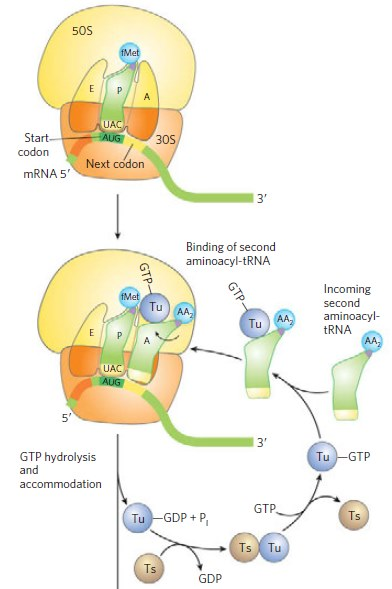 50S
fMet
E
P
A
UAC
AUG
30S
Start
codon
Next codon
mRNA 5′
3′
Binding of second
aminoacyl-tRNA
GTP
fMet
Tu
AA2
E
P
A
UAC
AUG
5′
3′
GTP
Tu
AA2
Incoming
second
aminoacyl-
tRNA
AA2
Tu –GTP
GTP
Ts
GTP hydrolysis
and
accommodation
Tu –GDP + Pi
Ts Tu
Ts
GDP